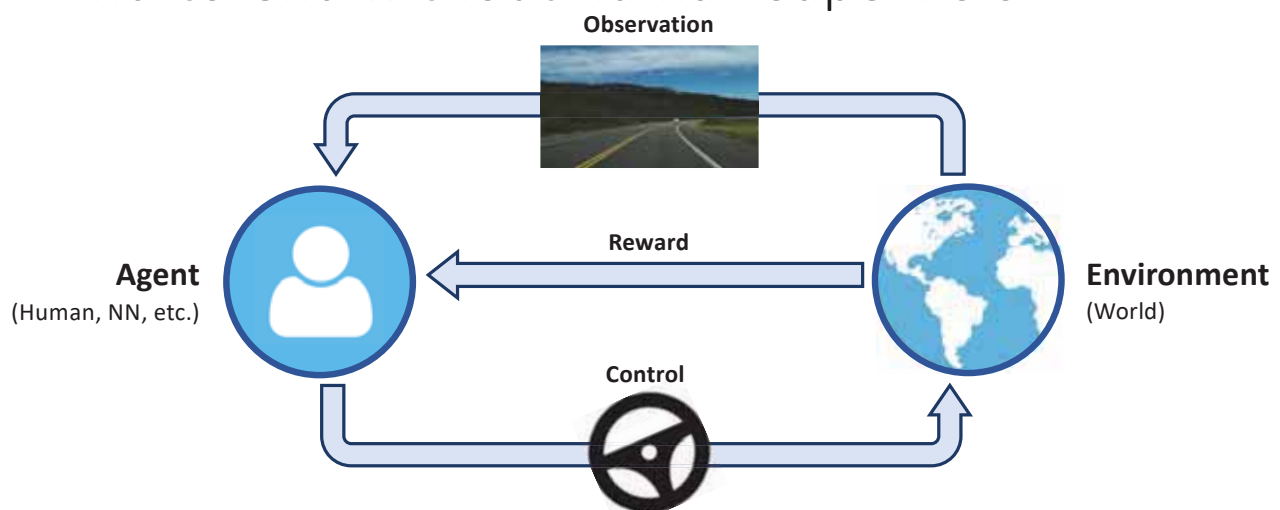 Observation
Reward
Agent
(Human, NN, etc.)
Environment
(World)
Control